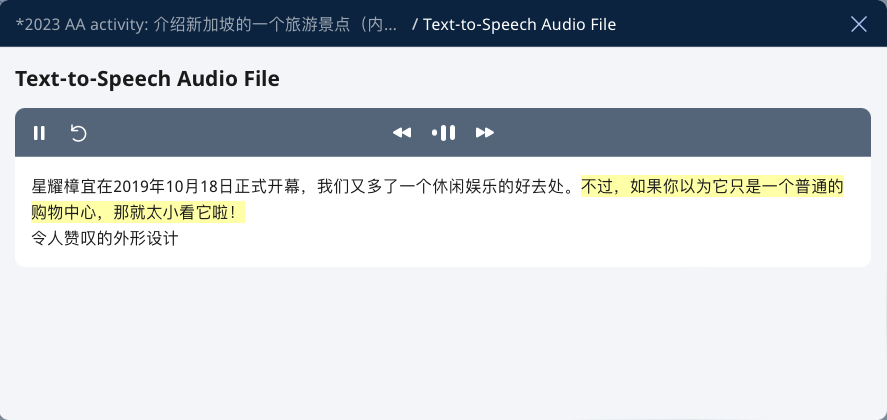 *2023 AA activity: 介绍新加坡的一个旅游景点（内... / Text-to-Speech Audio File
Text-to-Speech Audio File
星耀樟宜在2019年10月18日正式开幕，我们又多了一个休闲娱乐的好去处。不过，如果你以为它只是一个普通的
购物中心，那就太小看它啦！
令人赞叹的外形设计